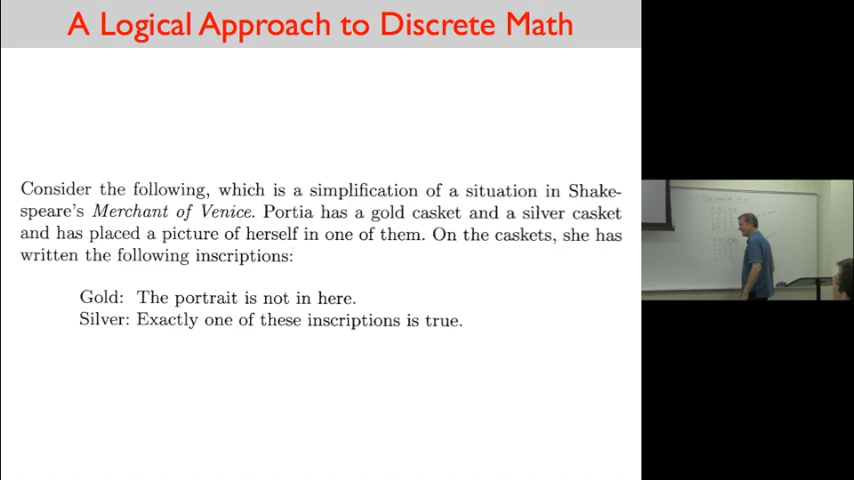 A Logical Approach to Discrete Math
Consider the following, which is a simplification of a situation in Shake-
speare's Merchant of Venice. Portia has a gold casket and a silver casket
and has placed a picture of herself in one of them. On the caskets, she has
written the following inscriptions:
Gold: The portrait is not in here.
Silver: Exactly one of these inscriptions is true.